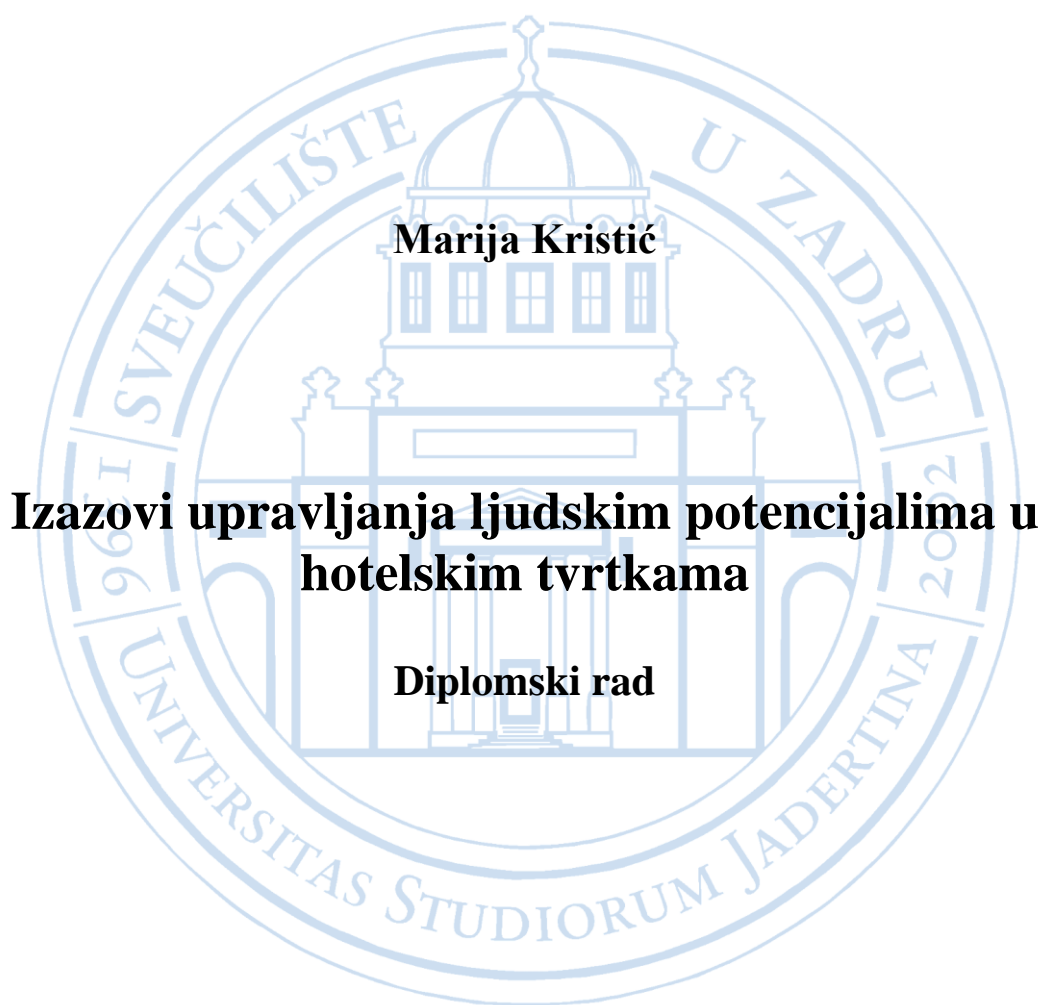 SVEUČILIŠTE U ZADRU
Marija Kristić
Izazovi upravljanja ljudskim potencijalima u
hotelskim tvrtkama
Diplomski rad
1396
2002
UNIVERSITAS STUDIORUM JADERTINA